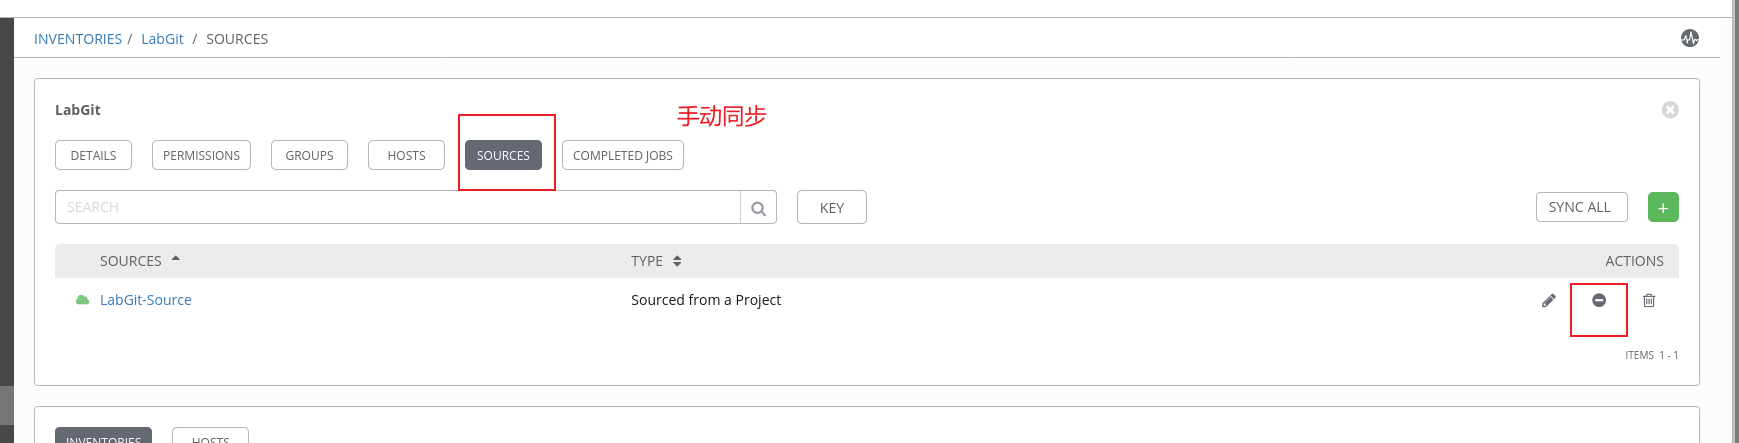 INVENTORIES / LabGit / SOURCES
LabGit
手动同步
DETAILS PERMISSIONS GROUPS HOSTS SOURCES COMPLETED JOBS
SEARCH KEY SYNC ALL +
SOURCES TYPE ACTIONS
LabGit-Source Sourced from a Project
ITEMS 1 - 1
INVENTORIES HOSTS